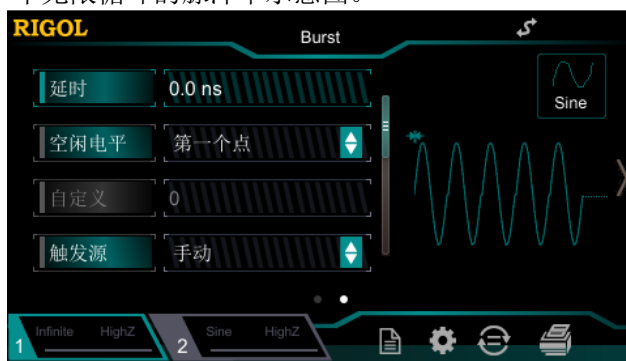 RIGOL
Burst
延时 0.0 ns
Sine
空闲电平 第一个点
自定义 0
触发源 手动
1 Infinite HighZ
2 Sine HighZ